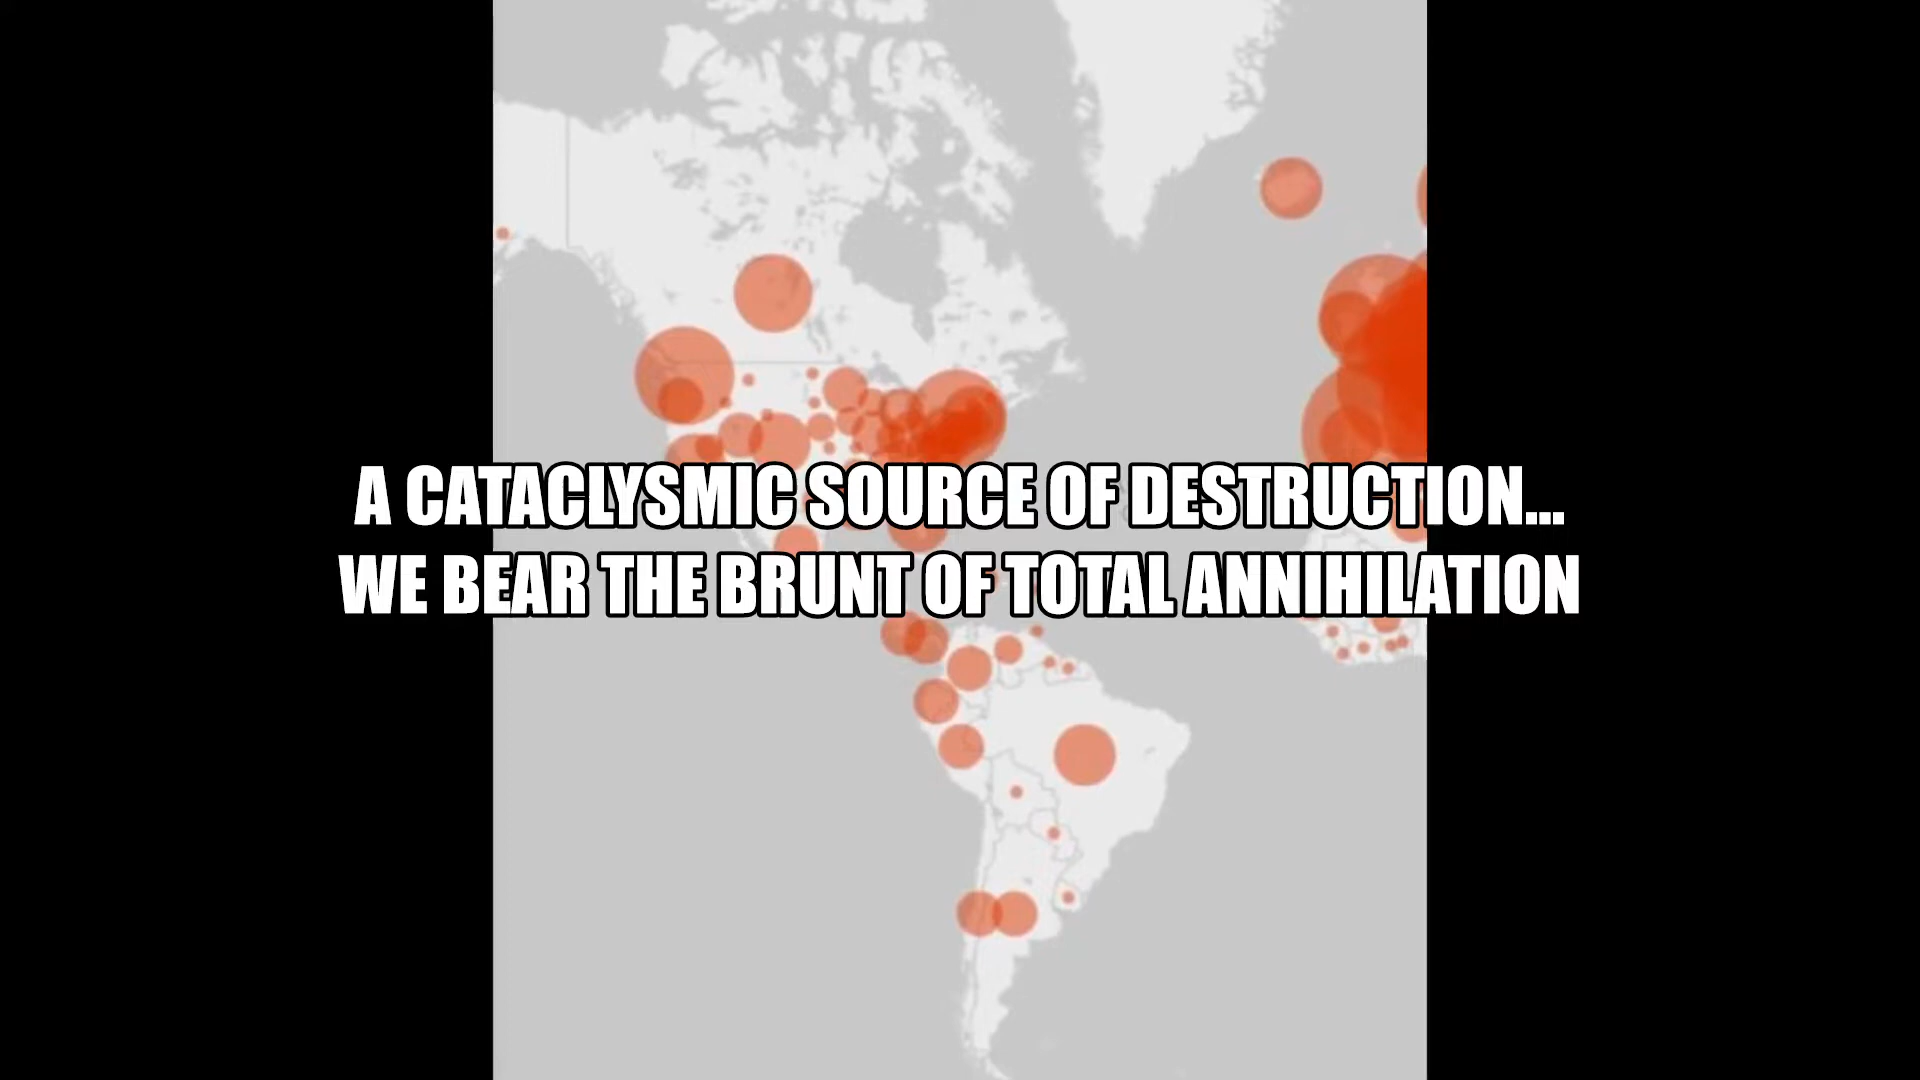 A CATACLYSMIC SOURCE OF DESTRUCTION...
WE BEAR THE BRUNT OF TOTAL ANNIHILATION